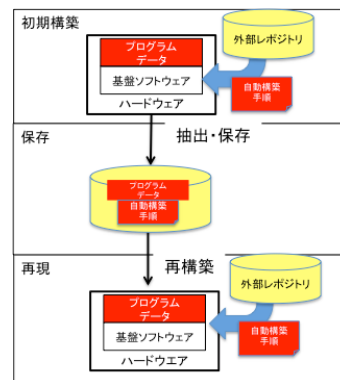 初期構築
プログラム
データ
基盤ソフトウェア
ハードウェア
外部レポジトリ
自動構築
手順
保存
抽出・保存
プログラム
データ
自動構築
手順
再現
再構築
プログラム
データ
基盤ソフトウェア
ハードウエア
外部レポジトリ
自動構築
手順